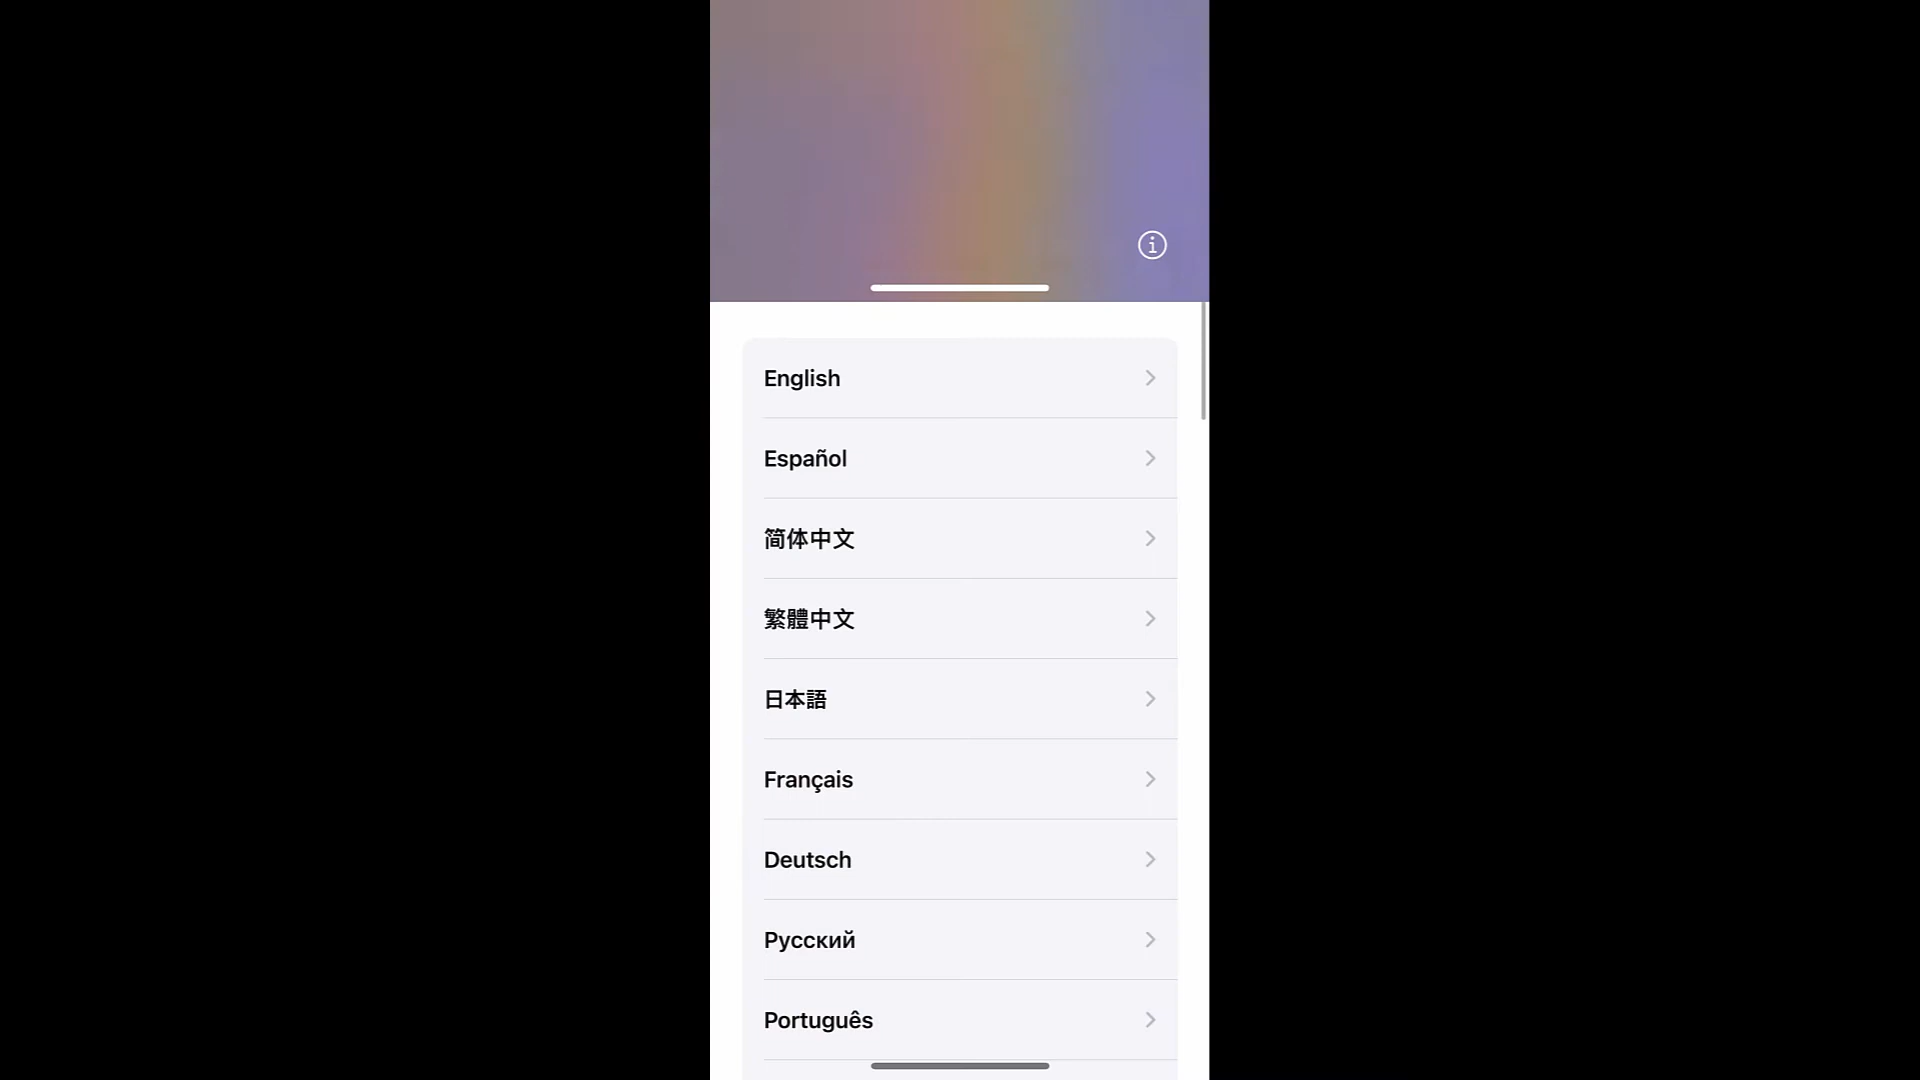 English
Español
简体中文
繁體中文
日本語
Français
Deutsch
Русский
Português